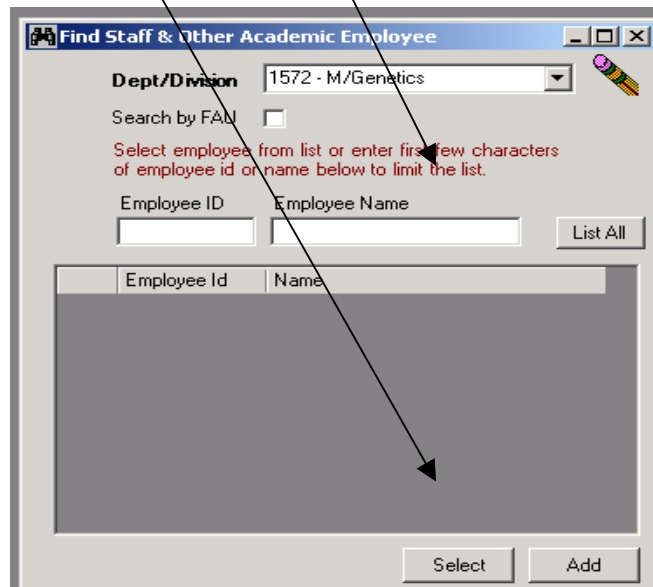 Find Staff & Other Academic Employee
Dept/Division 1572 - M/Genetics
Search by FAU
Select employee from list or enter first few characters
of employee id or name below to limit the list.
Employee ID Employee Name
List All
Employee Id Name
Select Add